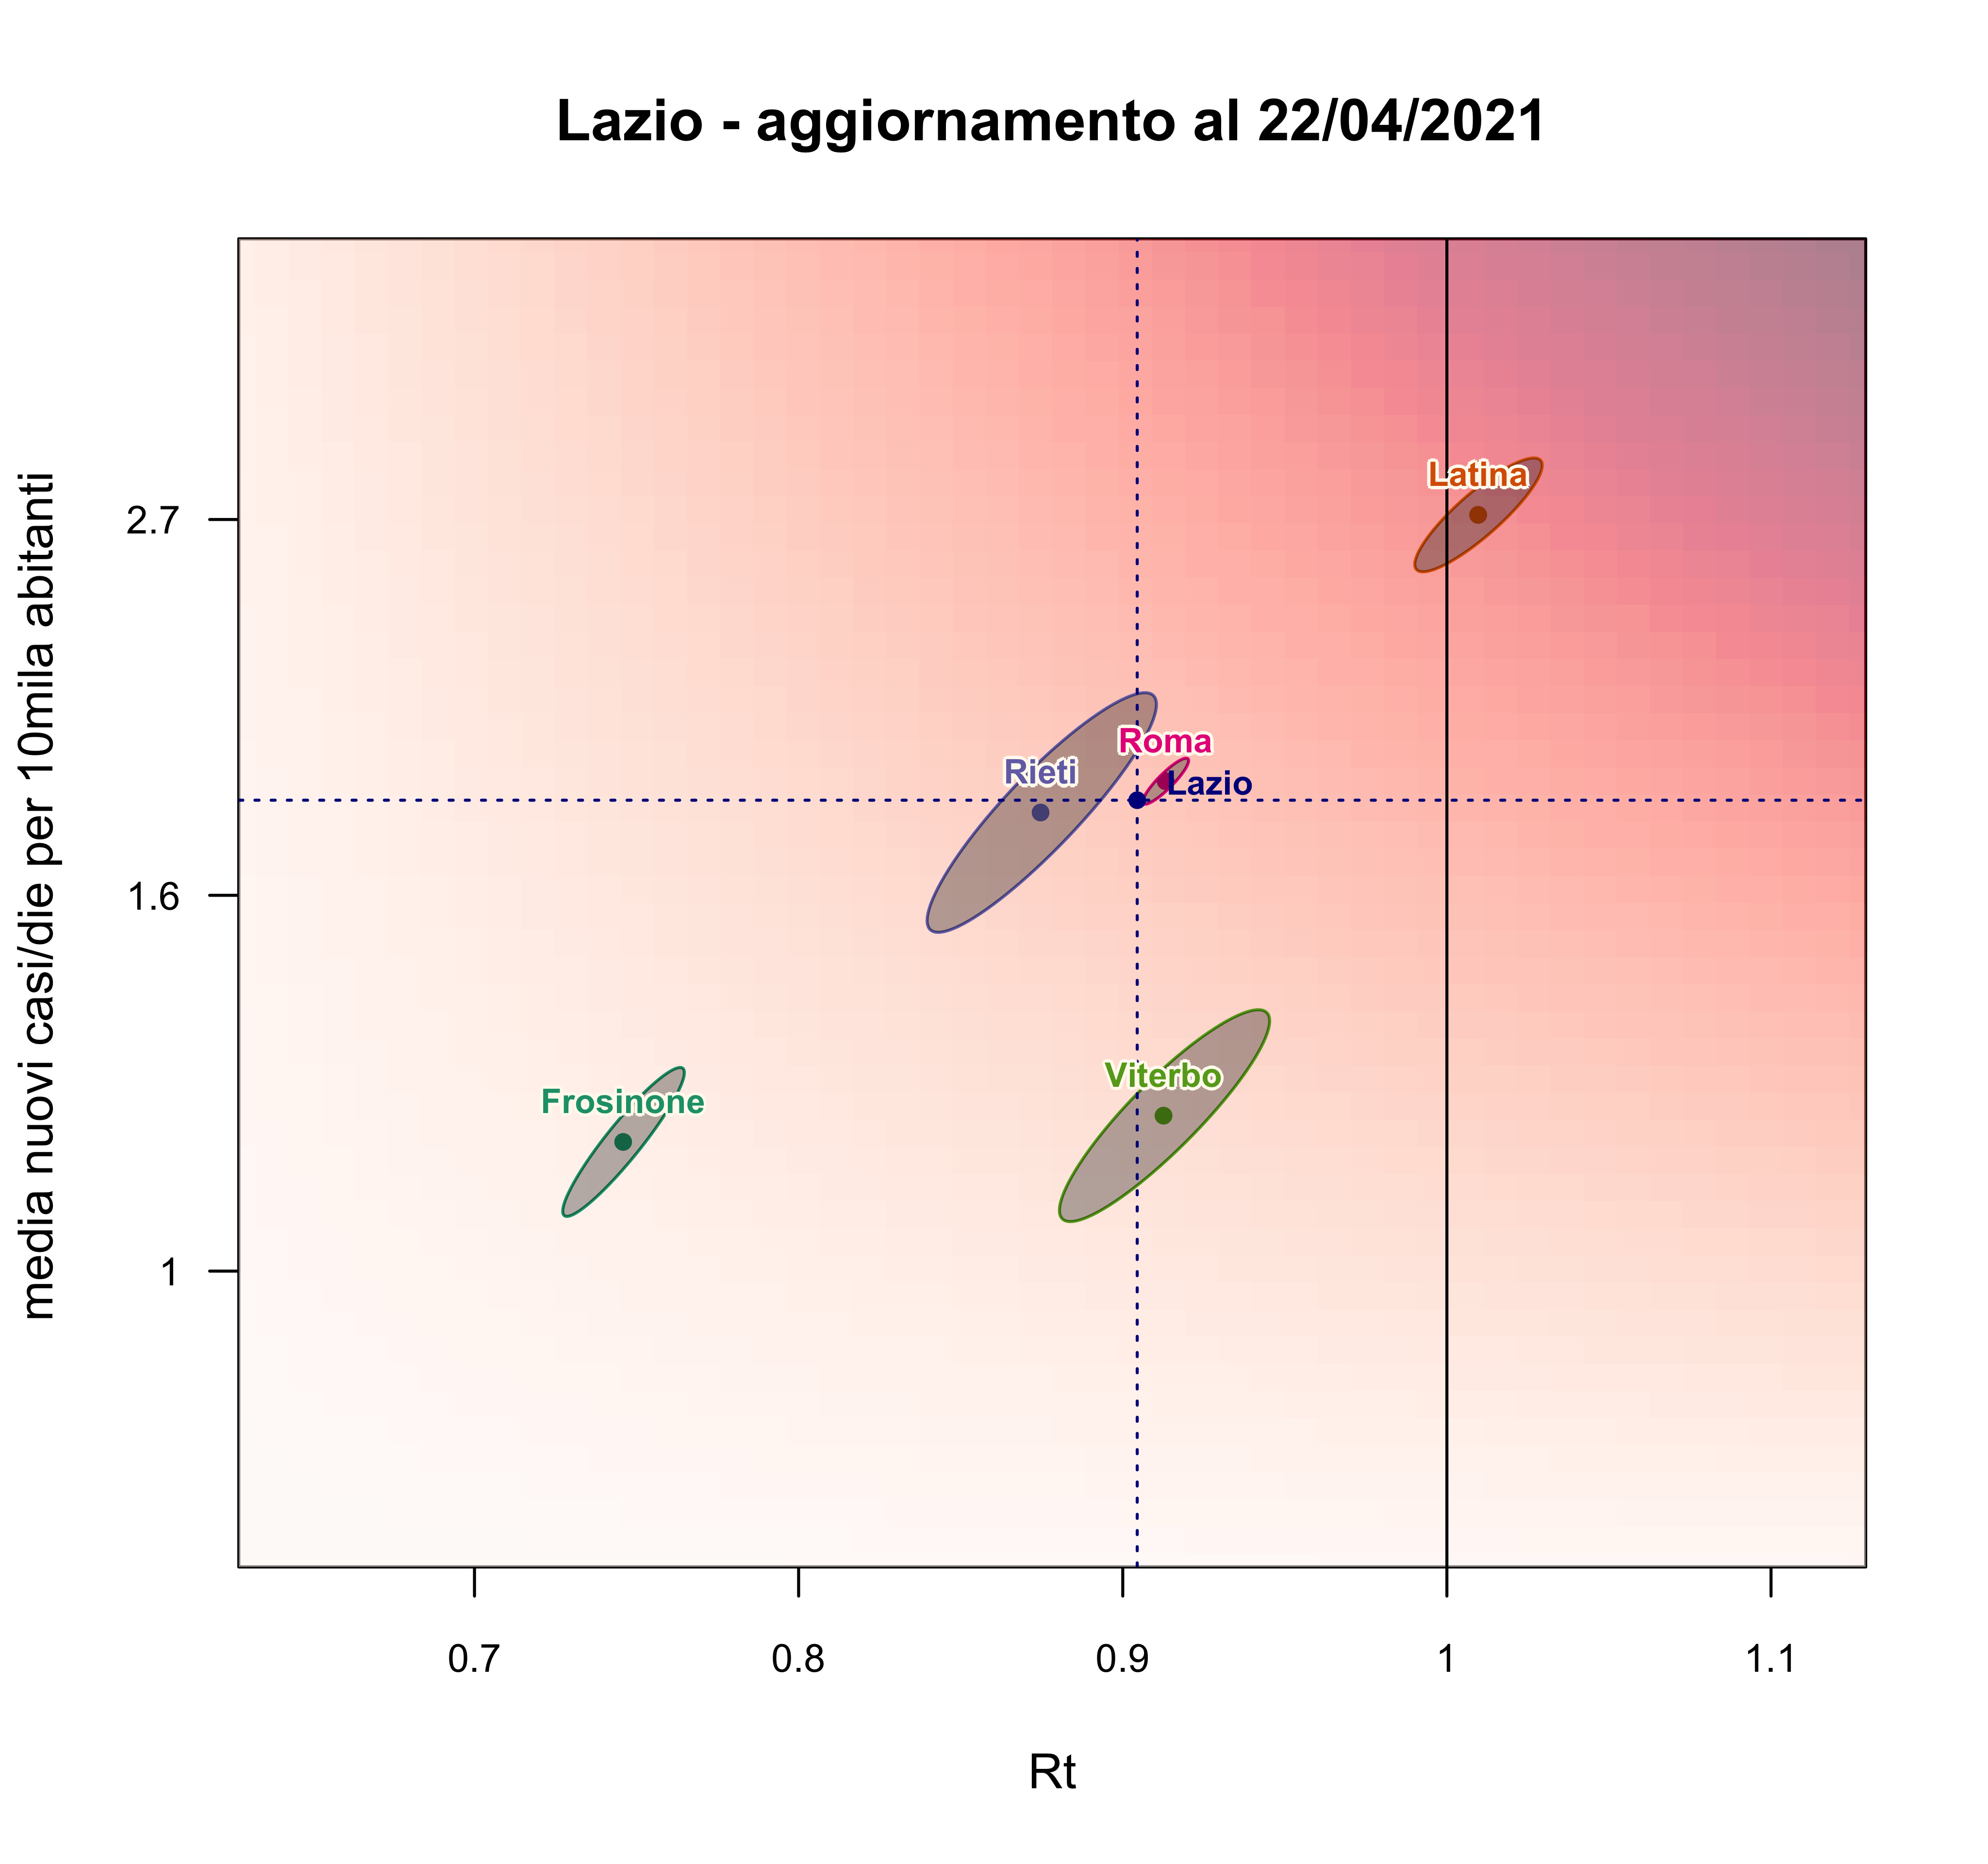 Lazio - aggiornamento al 22/04/2021
media nuovi casi/die per 10mila abitanti
2.7
1.6
1
Latina
Roma
Rieti
Lazio
Viterbo
Frosinone
0.7
0.8
0.9
1
1.1
Rt